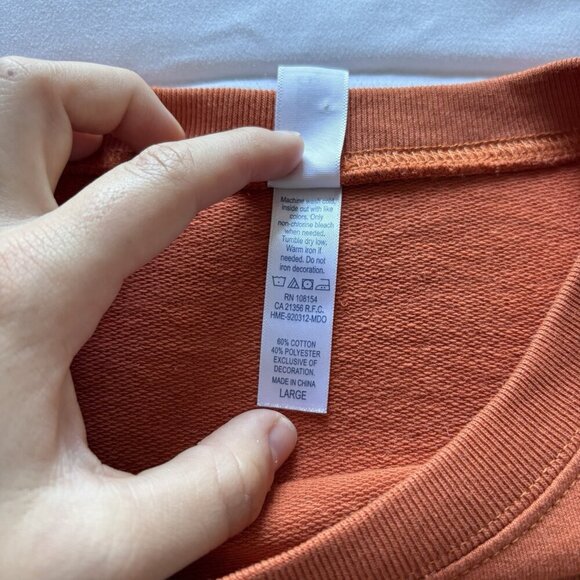 Machine wash cold,
inside out with like
colors. Only
non-chlorine bleach
when needed.
Tumble dry low.
Warm iron if
needed. Do not
iron decoration.
RN 108154
CA 21356 R.F.C.
HME-920312-MDO
60% COTTON
40% POLYESTER
EXCLUSIVE OF
DECORATION.
MADE IN CHINA
LARGE